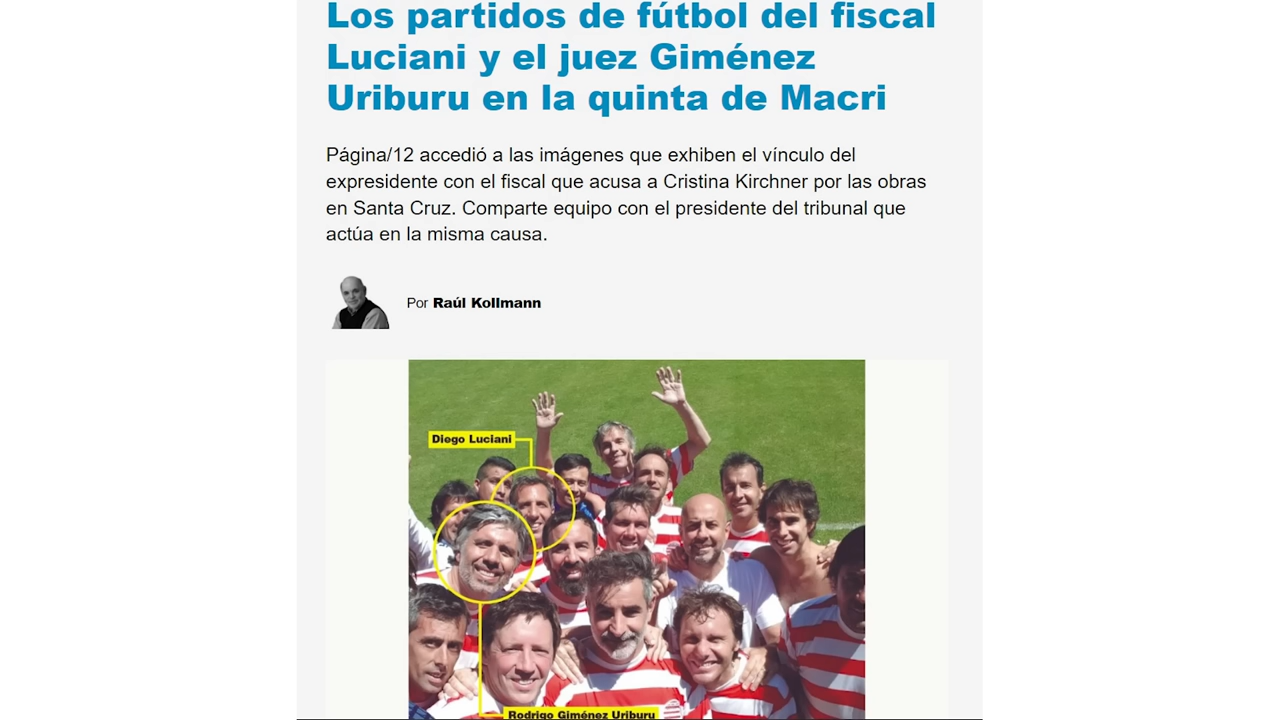 Los partidos de fútbol del fiscal
Luciani y el juez Giménez
Uriburu en la quinta de Macri
Página/12 accedió a las imágenes que exhiben el vínculo del
expresidente con el fiscal que acusa a Cristina Kirchner por las obras
en Santa Cruz. Comparte equipo con el presidente del tribunal que
actúa en la misma causa.
Por Raúl Kollmann
Diego Luciani
Rodrigo Giménez Uriburu